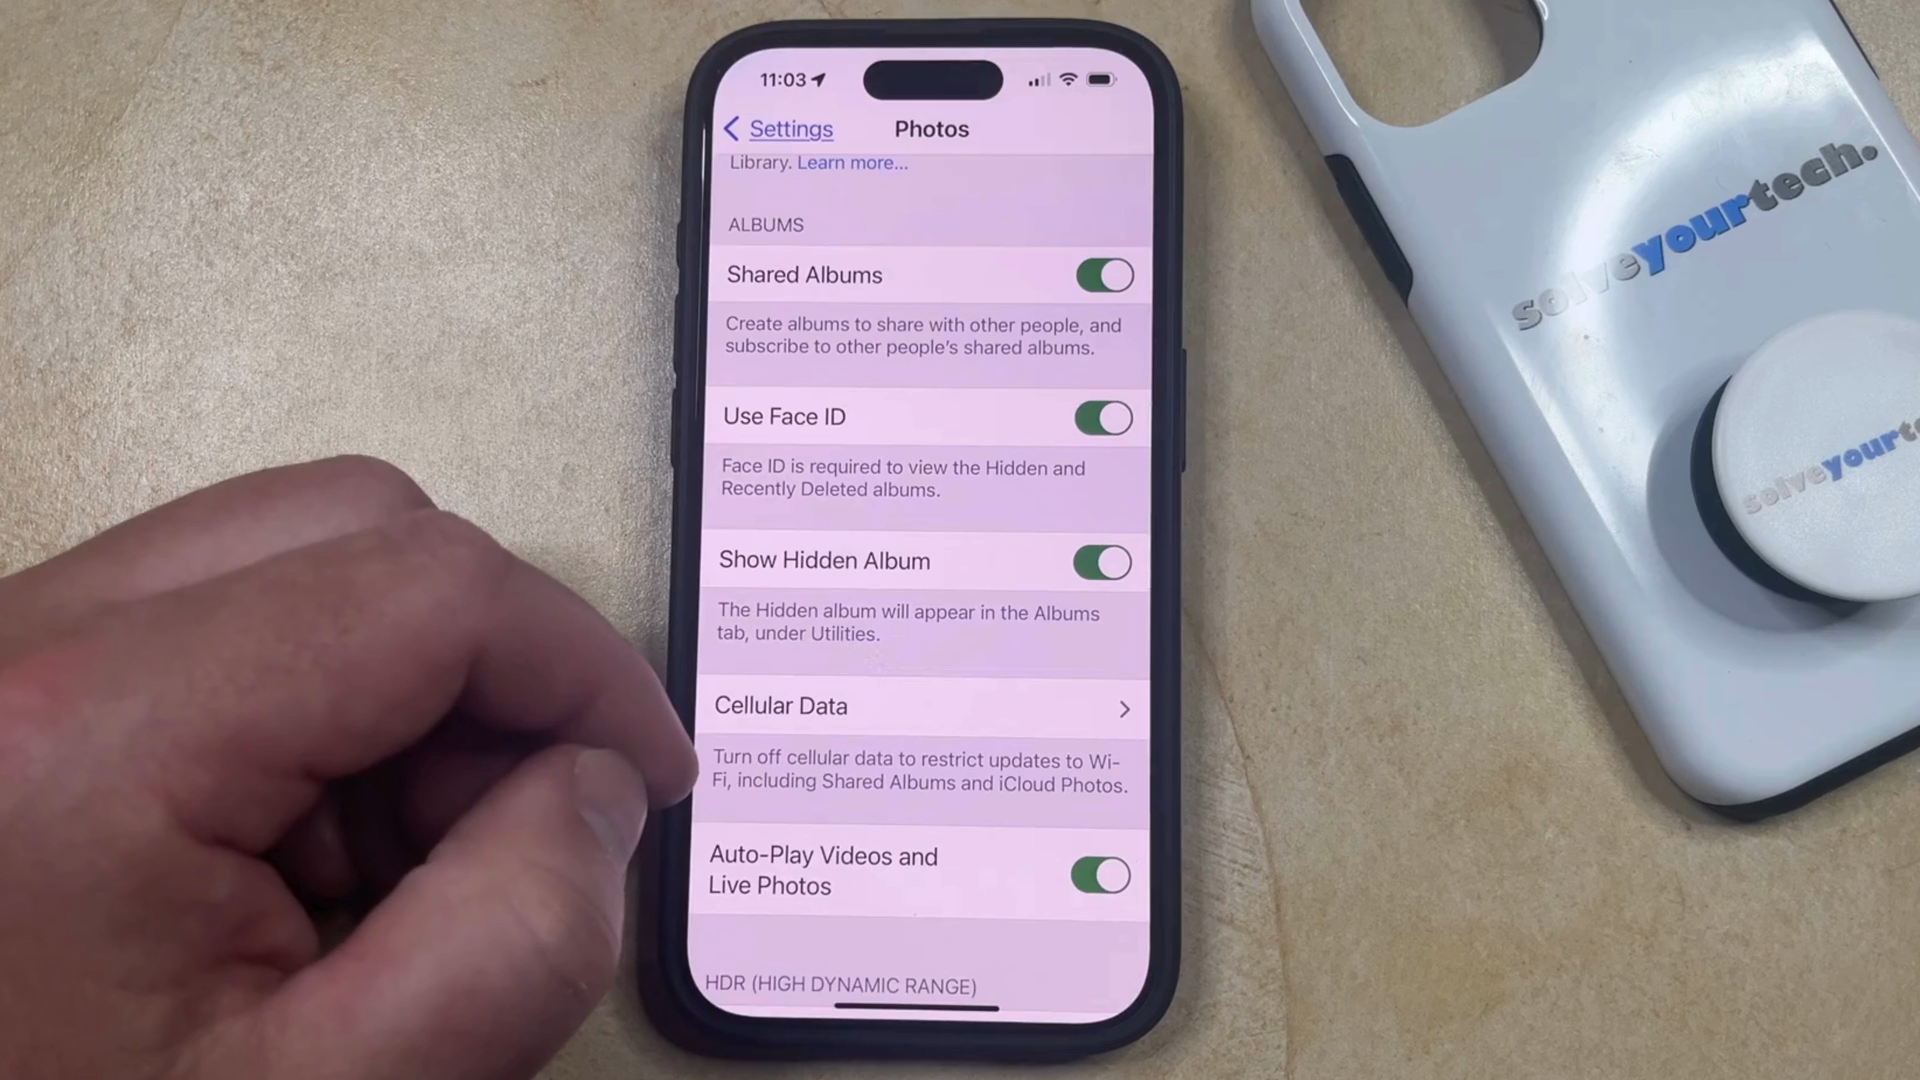 11:03
Settings
Photos
Library. Learn more...
ALBUMS
Shared Albums
Create albums to share with other people, and
subscribe to other people's shared albums.
Use Face ID
Face ID is required to view the Hidden and
Recently Deleted albums.
Show Hidden Album
The Hidden album will appear in the Albums
tab, under Utilities.
Cellular Data
Turn off cellular data to restrict updates to Wi-
Fi, including Shared Albums and iCloud Photos.
Auto-Play Videos and
Live Photos
HDR (HIGH DYNAMIC RANGE)
solveyourtech.
solveyourte